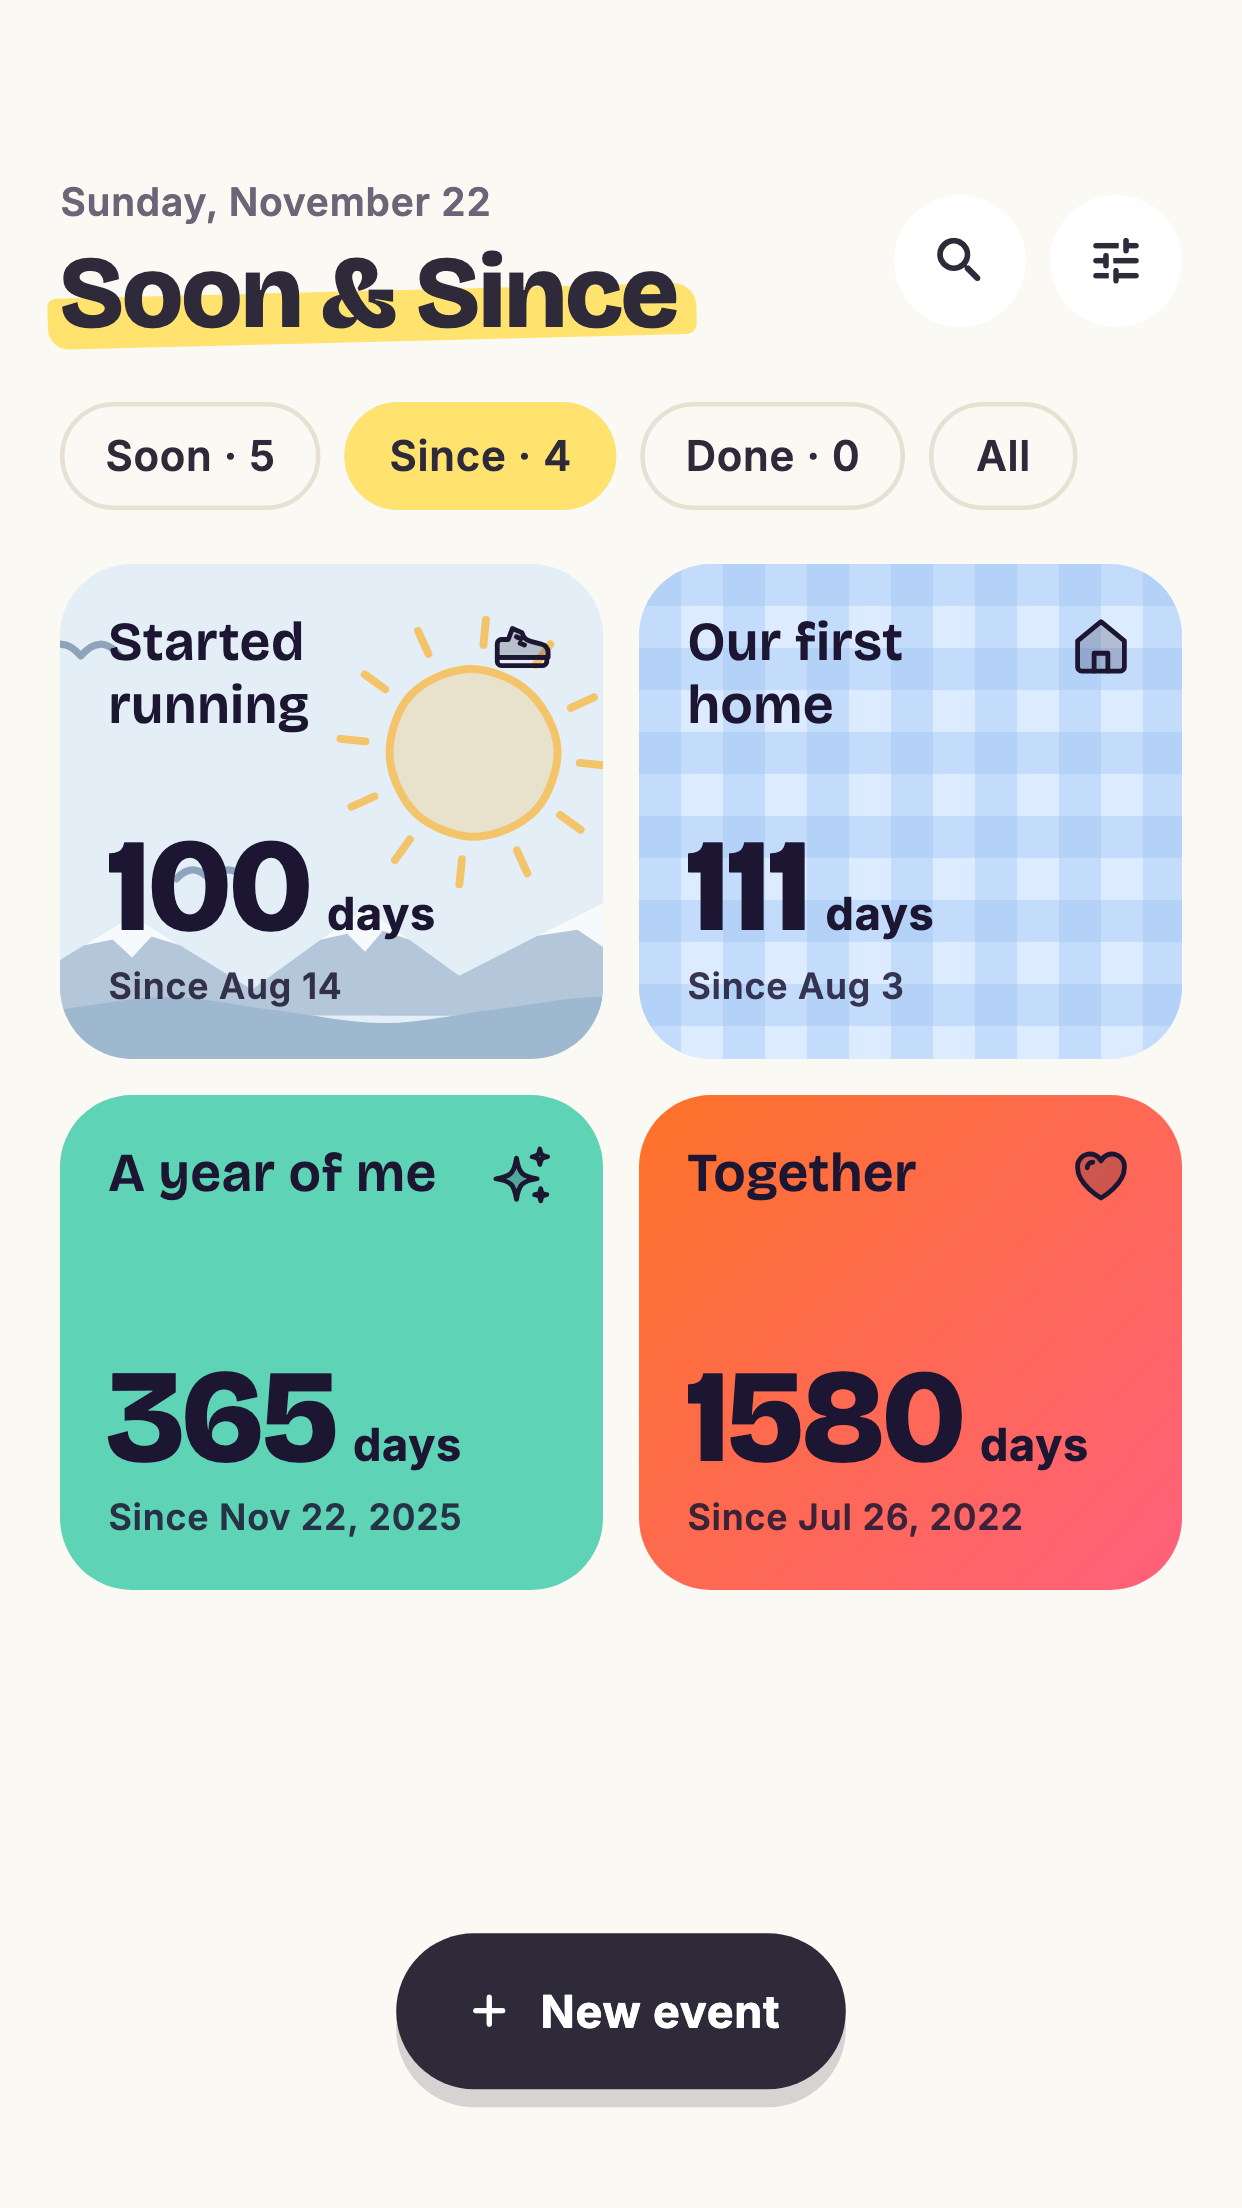 Sunday, November 22
Soon & Since
Soon · 5
Since · 4
Done · 0
All
Started
running
100 days
Since Aug 14
Our first
home
111 days
Since Aug 3
A year of me
365 days
Since Nov 22, 2025
Together
1580 days
Since Jul 26, 2022
+ New event